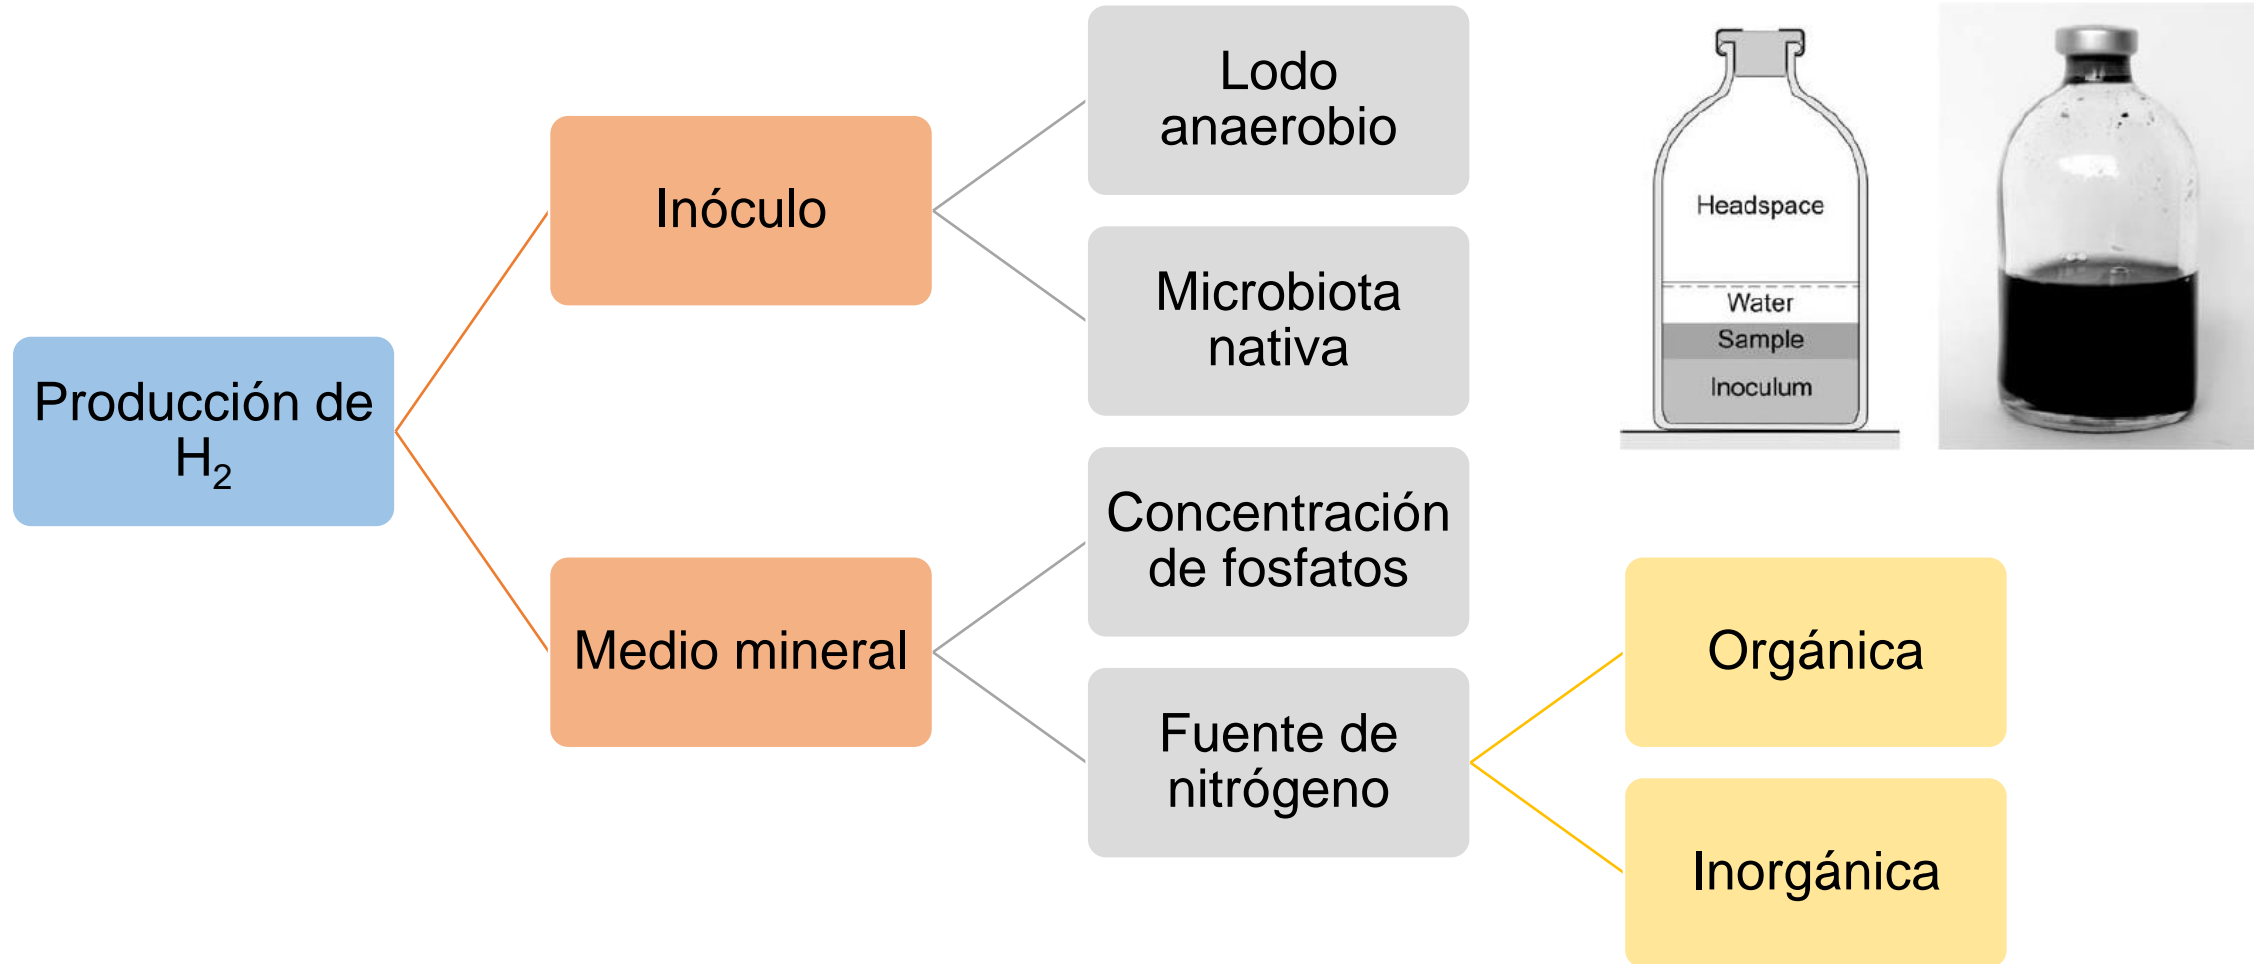 Producción de
H₂
Inóculo
Medio mineral
Lodo
anaerobio
Microbiota
nativa
Concentración
de fosfatos
Fuente de
nitrógeno
Orgánica
Inorgánica
Headspace
Water
Sample
Inoculum